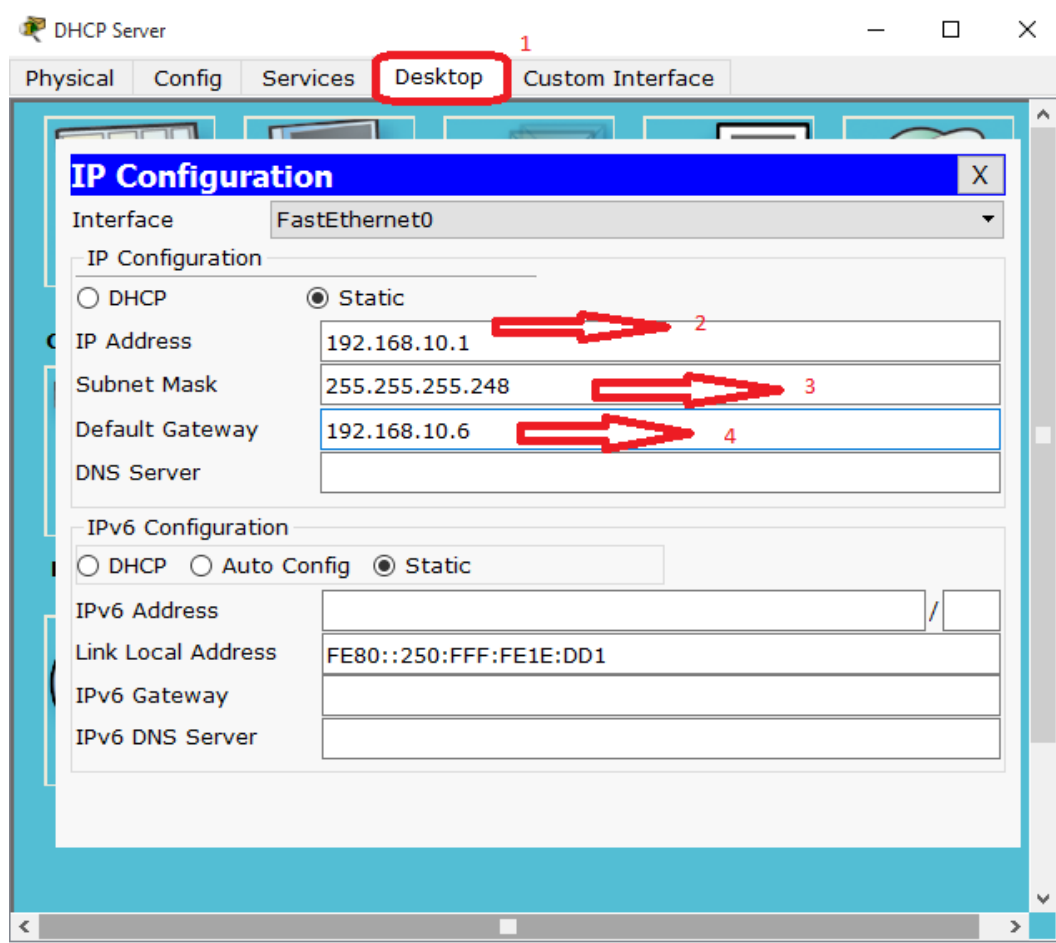 DHCP Server
1
Physical Config Services Desktop Custom Interface
IP Configuration X
Interface FastEthernet0
IP Configuration
DHCP Static
IP Address 192.168.10.1 2
Subnet Mask 255.255.255.248 3
Default Gateway 192.168.10.6 4
DNS Server
IPv6 Configuration
DHCP Auto Config Static
IPv6 Address /
Link Local Address FE80::250:FFF:FE1E:DD1
IPv6 Gateway
IPv6 DNS Server